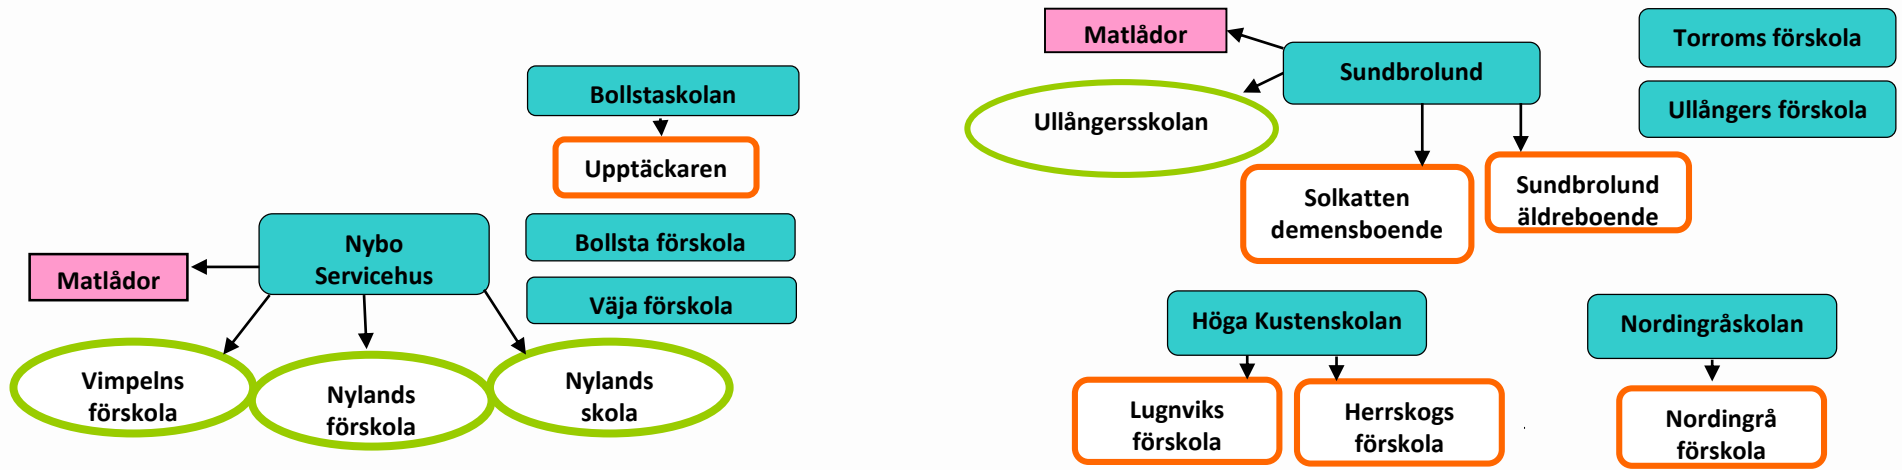 Bollstaskolan
Upptäckaren
Nybo
Servicehus
Matlådor
Bollsta förskola
Väja förskola
Vimpelns
förskola
Nylands
förskola
Nylands
skola
Matlådor
Sundbrolund
Ullångersskolan
Solkatten
demensboende
Sundbrolund
äldreboende
Torroms förskola
Ullångers förskola
Höga Kustenskolan
Lugnviks
förskola
Herrskogs
förskola
Nordingråskolan
Nordingrå
förskola